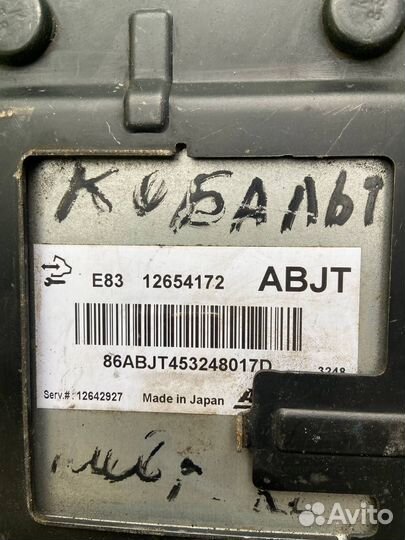 КОБАЛЬТ
E83 12654172 ABJT
86ABJT453248017D 3248
Serv.#: 12642927 Made in Japan
Avito